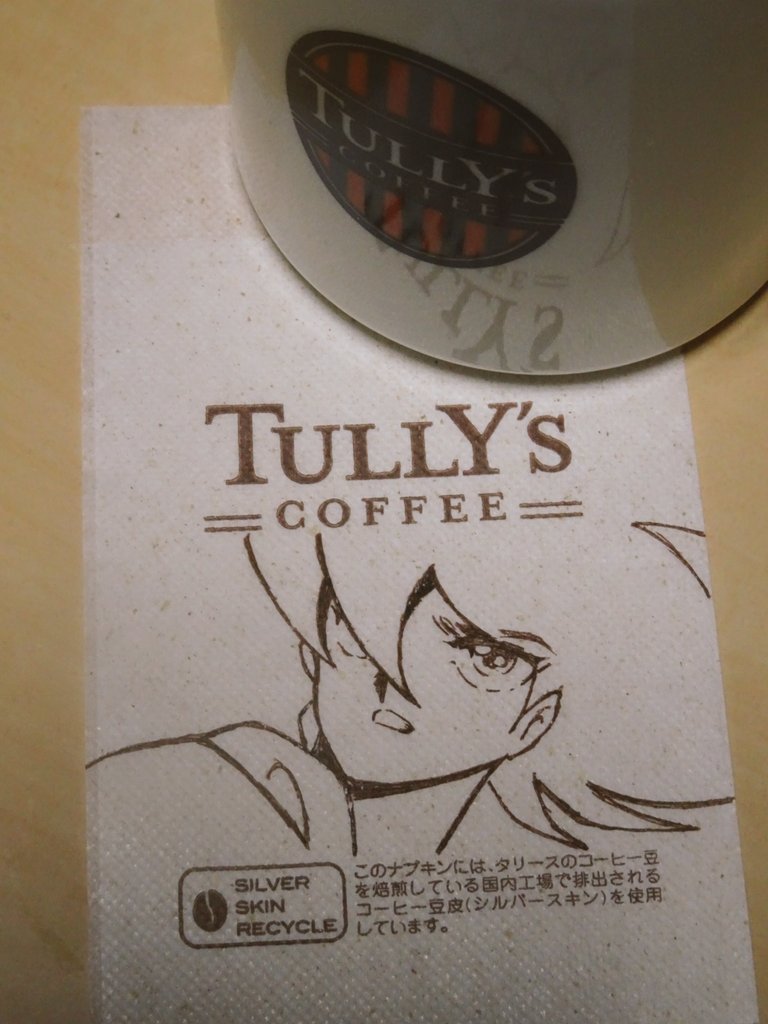 TULLY'S
COFFEE
TULLY'S
COFFEE
SILVER
SKIN
RECYCLE
このナプキンには、タリーズのコーヒー豆
を焙煎している国内工場で排出される
コーヒー豆皮(シルバースキン)を使用
しています。